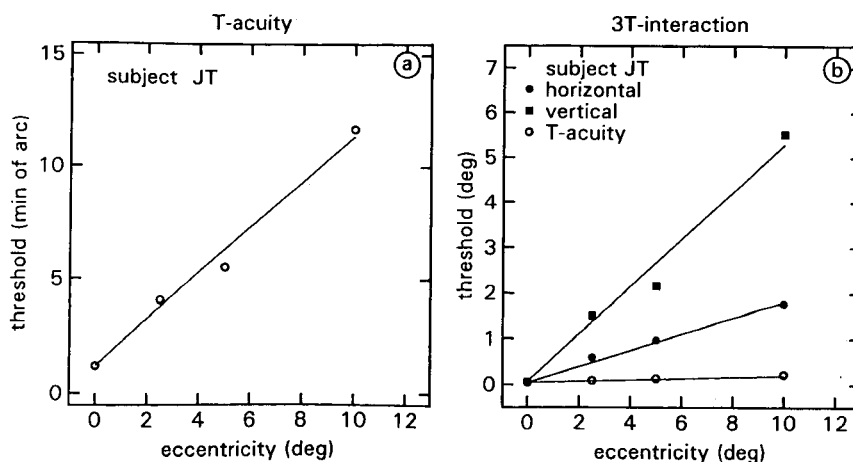 T-acuity
15
10
5
0
threshold (min of arc)
subject JT
a
0 2 4 6 8 10 12
eccentricity (deg)
3T-interaction
7
6
5
4
3
2
1
0
threshold (deg)
subject JT
horizontal
vertical
T-acuity
b
0 2 4 6 8 10 12
eccentricity (deg)